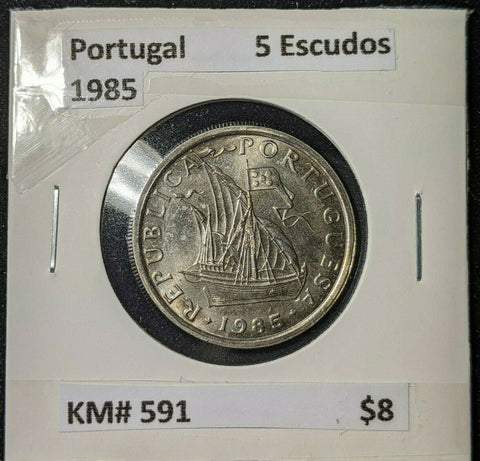 Portugal 5 Escudos
1985
REPUBLICA PORTUGUESA
· 1985 ·
KM# 591 $8